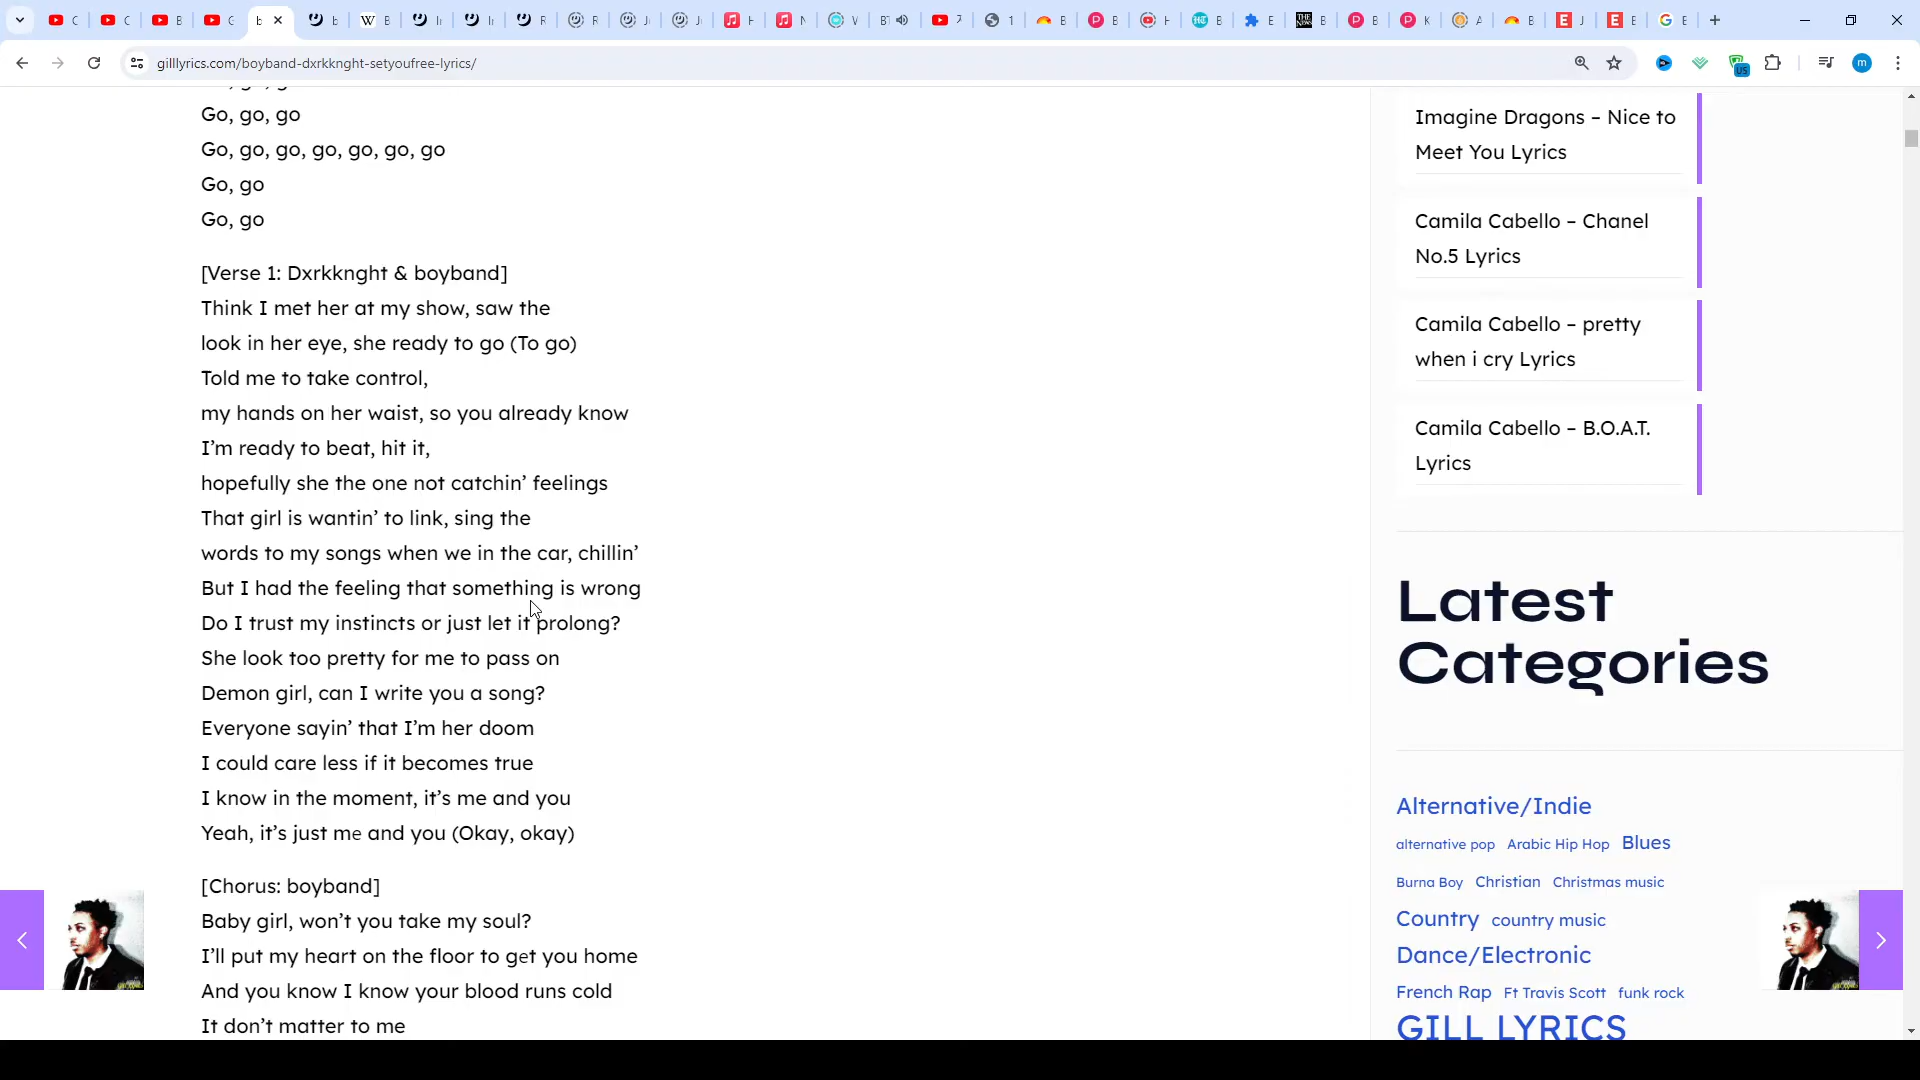 gilllyrics.com/boyband-dxrkknght-setyoufree-lyrics/
Go, go, go
Go, go, go, go, go, go, go
Go, go
Go, go
[Verse 1: Dxrkknght & boyband]
Think I met her at my show, saw the
look in her eye, she ready to go (To go)
Told me to take control,
my hands on her waist, so you already know
I’m ready to beat, hit it,
hopefully she the one not catchin’ feelings
That girl is wantin’ to link, sing the
words to my songs when we in the car, chillin’
But I had the feeling that something is wrong
Do I trust my instincts or just let it prolong?
She look too pretty for me to pass on
Demon girl, can I write you a song?
Everyone sayin’ that I’m her doom
I could care less if it becomes true
I know in the moment, it’s me and you
Yeah, it’s just me and you (Okay, okay)
[Chorus: boyband]
Baby girl, won’t you take my soul?
I’ll put my heart on the floor to get you home
And you know I know your blood runs cold
It don’t matter to me
Imagine Dragons – Nice to
Meet You Lyrics
Camila Cabello – Chanel
No.5 Lyrics
Camila Cabello – pretty
when i cry Lyrics
Camila Cabello – B.O.A.T.
Lyrics
Latest
Categories
Alternative/Indie
alternative pop Arabic Hip Hop Blues
Burna Boy Christian Christmas music
Country country music
Dance/Electronic
French Rap Ft Travis Scott funk rock
GILL LYRICS